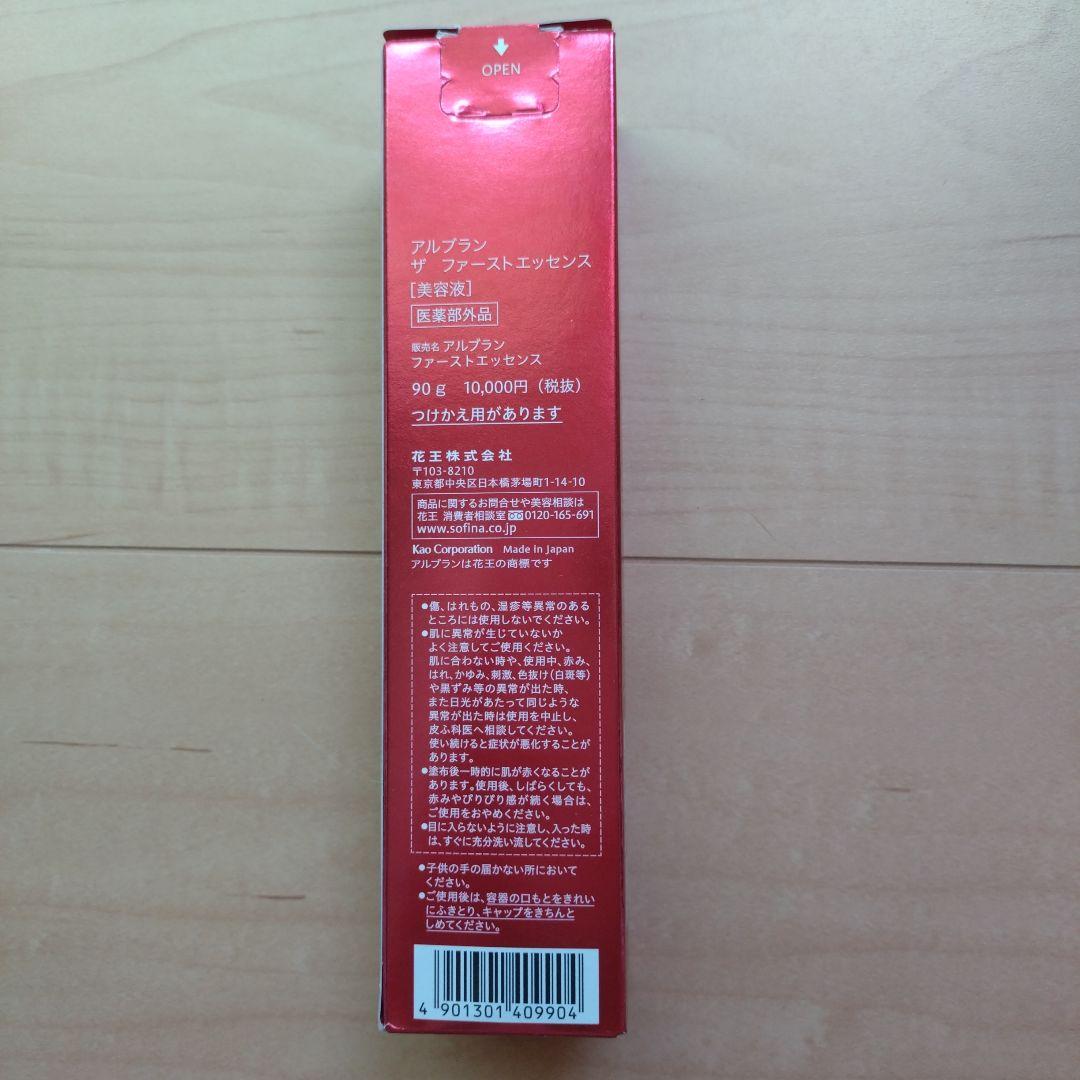 OPEN
アルブラン
ザ ファーストエッセンス
[美容液]
医薬部外品
販売名 アルブラン
ファーストエッセンス
90g 10,000円（税抜）
つけかえ用があります
花王株式会社
〒103-8210
東京都中央区日本橋茅場町1-14-10
商品に関するお問合せや美容相談は
花王 消費者相談室 0120-165-691
www.sofina.co.jp
Kao Corporation Made in Japan
アルブランは花王の商標です
●傷、はれもの、湿疹等異常のある
ところには使用しないでください。
●肌に異常が生じていないか
よく注意してご使用ください。
肌に合わない時や、使用中、赤み、
はれ、かゆみ、刺激、色抜け（白斑等）
や黒ずみ等の異常が出た時、
また日光があたって同じような
異常が出た時は使用を中止し、
皮ふ科医へ相談してください。
使い続けると症状が悪化することが
あります。
●塗布後一時的に肌が赤くなることが
あります。使用後、しばらくしても、
赤みやぴりぴり感が続く場合は、
ご使用をおやめください。
●目に入らないように注意し、入った時
は、すぐに充分洗い流してください。
●子供の手の届かない所において
ください。
●ご使用後は、容器の口もとをきれい
にふきとり、キャップをきちんと
しめてください。
4 901301 409904